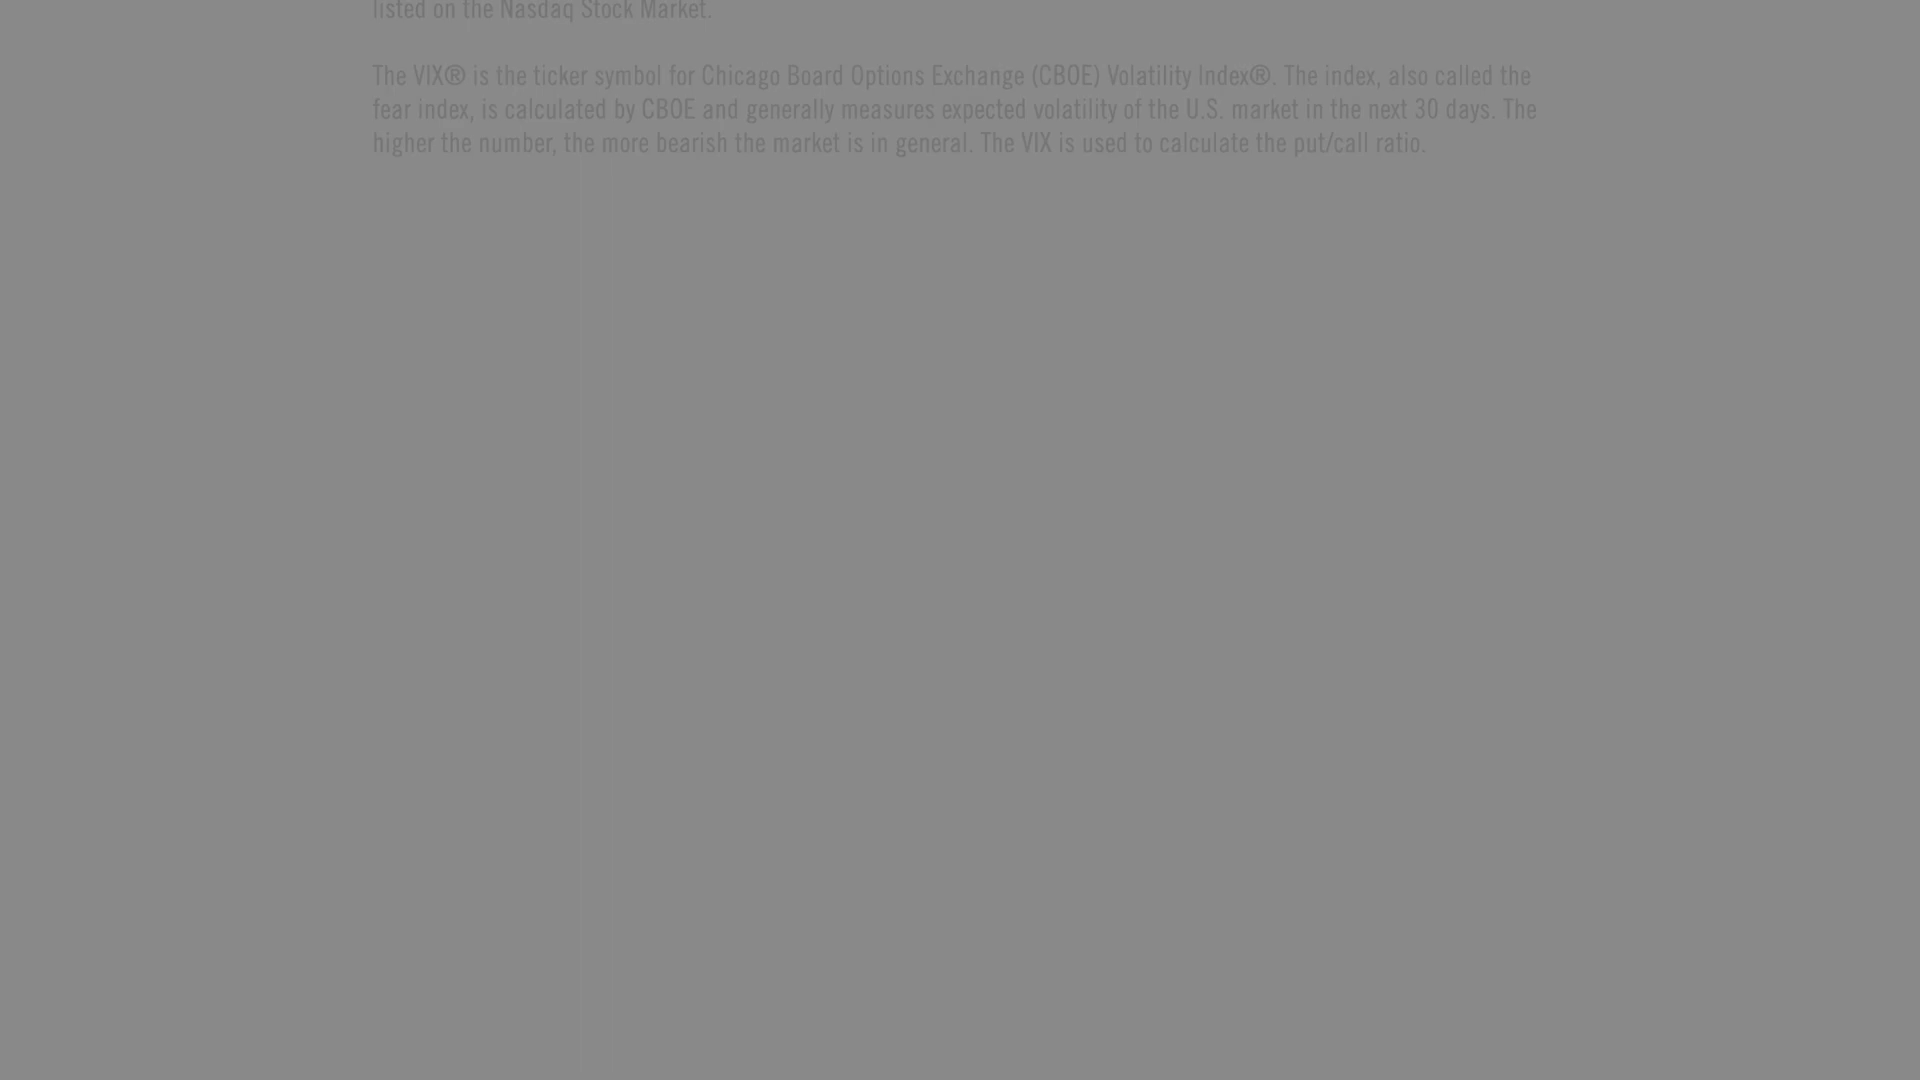 listed on the Nasdaq Stock Market.
The VIX® is the ticker symbol for Chicago Board Options Exchange (CBOE) Volatility Index®. The index, also called the
fear index, is calculated by CBOE and generally measures expected volatility of the U.S. market in the next 30 days. The
higher the number, the more bearish the market is in general. The VIX is used to calculate the put/call ratio.